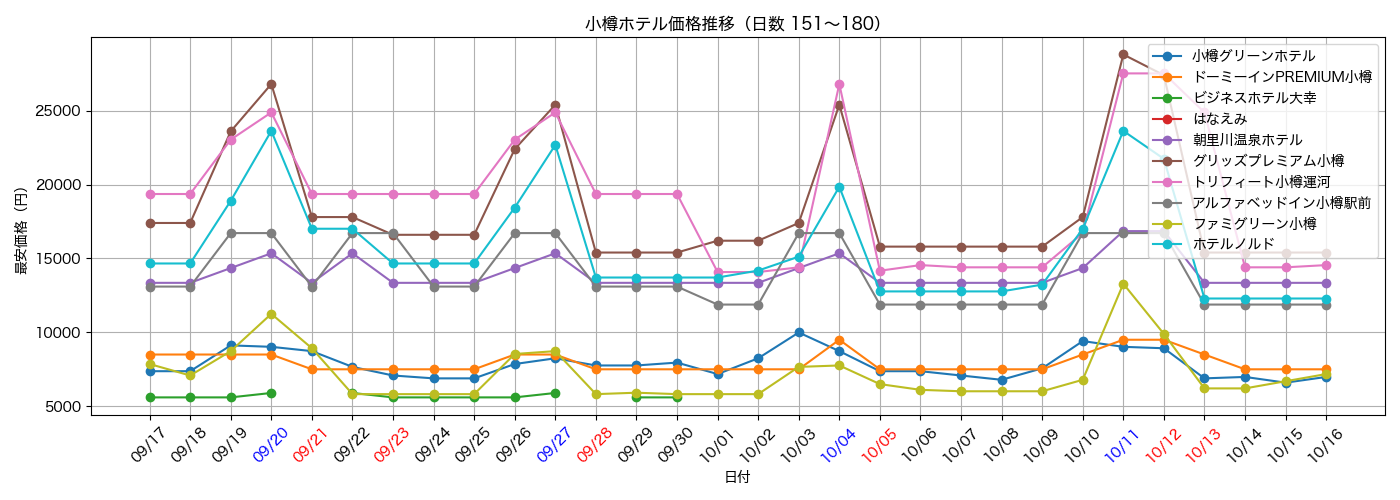 小樽ホテル価格推移（日数 151～180）
最安価格（円）
25000
20000
15000
10000
5000
小樽グリーンホテル
ドーミーインPREMIUM小樽
ビジネスホテル大幸
はなえみ
朝里川温泉ホテル
グリッズプレミアム小樽
トリフィート小樽運河
アルファベッドイン小樽駅前
ファミグリーン小樽
ホテルノルド
09/17 09/18 09/19 09/20 09/21 09/22 09/23 09/24 09/25 09/26 09/27 09/28 09/29 09/30 10/01 10/02 10/03 10/04 10/05 10/06 10/07 10/08 10/09 10/10 10/11 10/12 10/13 10/14 10/15 10/16
日付